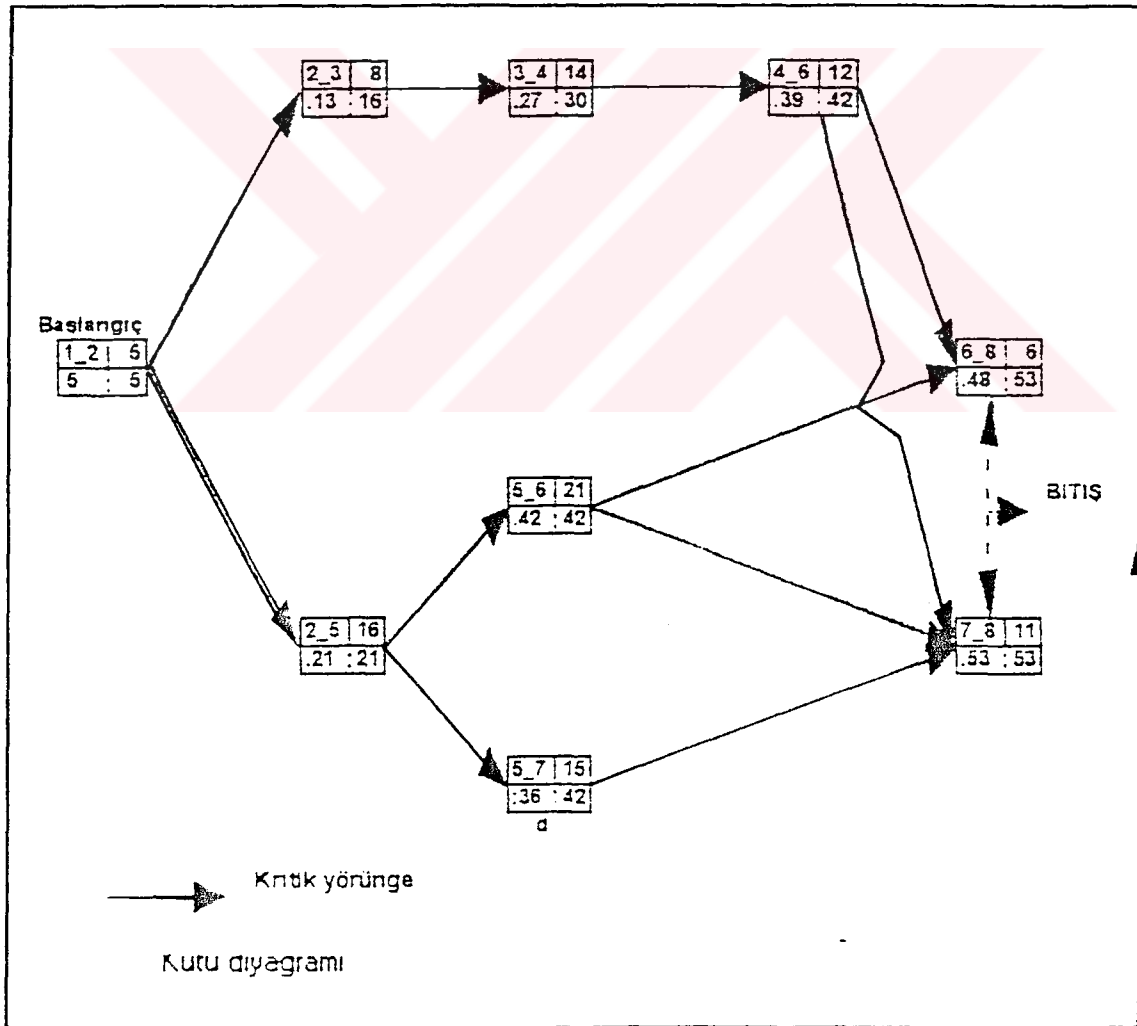 2_3 8
.13 : 16
3_4 14
.27 : 30
4_6 12
.39 : 42
Başlangıç
1_2 5
5 : 5
6_8 6
.48 : 53
5_6 21
.42 : 42
BITIŞ
2_5 16
.21 : 21
7_8 11
.53 : 53
5_7 15
:36 : 42
d
Kritik yörünge
Kutu diyagramı